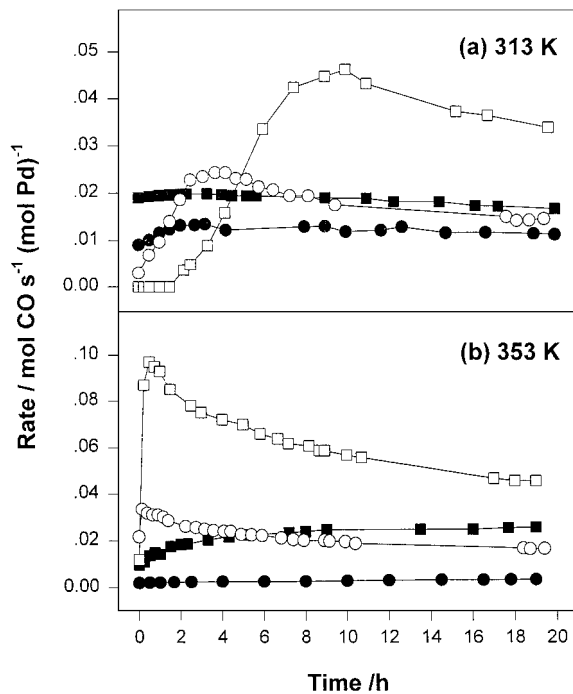 (a) 313 K
.05
.04
.03
.02
.01
0.00
(b) 353 K
.10
.08
.06
.04
.02
0.00
0 2 4 6 8 10 12 14 16 18 20
Time /h
Rate / mol CO s⁻¹ (mol Pd)⁻¹